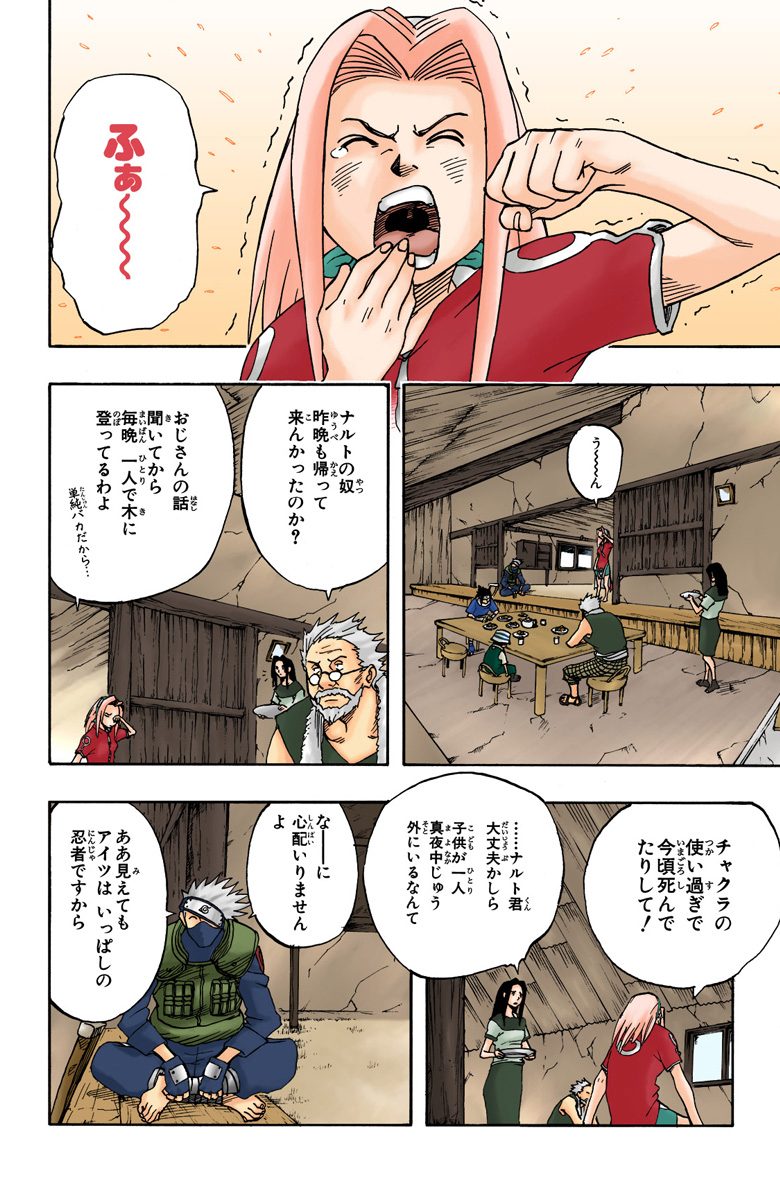 ふぁ〜〜〜〜
う〜〜〜ん
ナルトの奴
昨晩も帰って
来んかったのか?
おじさんの話
聞いてから
毎晩 一人で木に
登ってるわよ
単純バカだから…
チャクラの
使い過ぎで
今頃死んで
たりして!
……ナルト君
大丈夫かしら
子供が一人
真夜中じゅう
外にいるなんて
なーに
心配いりません
よ
ああ見えても
アイツは いっぱしの
忍者ですから